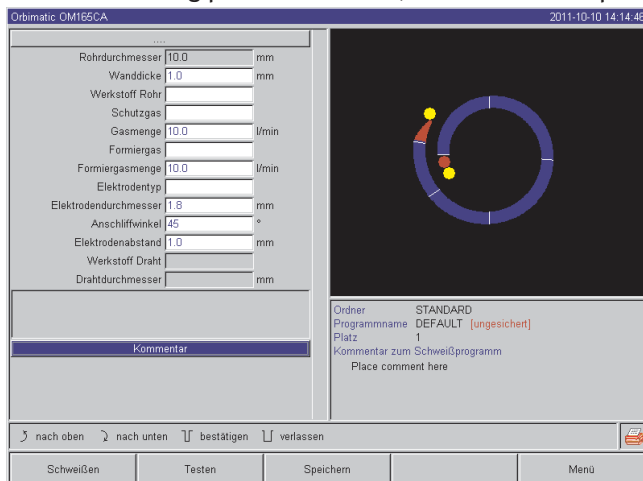 Orbimatic OM165CA 2011-10-10 14:14:46
....
Rohrdurchmesser 10.0 mm
Wanddicke 1.0 mm
Werkstoff Rohr
Schutzgas
Gasmenge 10.0 l/min
Formiergas
Formiergasmenge 10.0 l/min
Elektrodentyp
Elektrodendurchmesser 1.8 mm
Anschliffwinkel 45 °
Elektrodenabstand 1.0 mm
Werkstoff Draht
Drahtdurchmesser mm
Kommentar
Ordner STANDARD
Programmname DEFAULT [ungesichert]
Platz 1
Kommentar zum Schweißprogramm
Place comment here
nach oben nach unten bestätigen verlassen
Schweißen Testen Speichern Menü